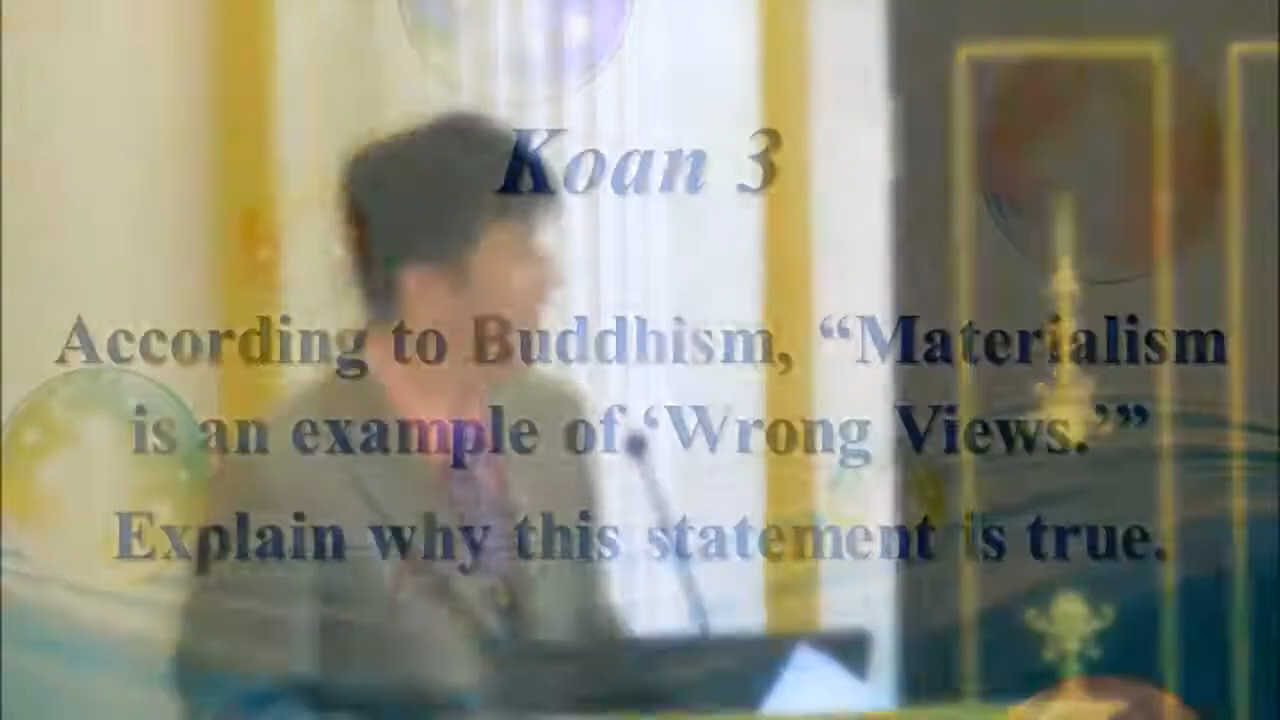 Koan 3
According to Buddhism, “Materialism
is an example of ‘Wrong Views.’”
Explain why this statement is true.